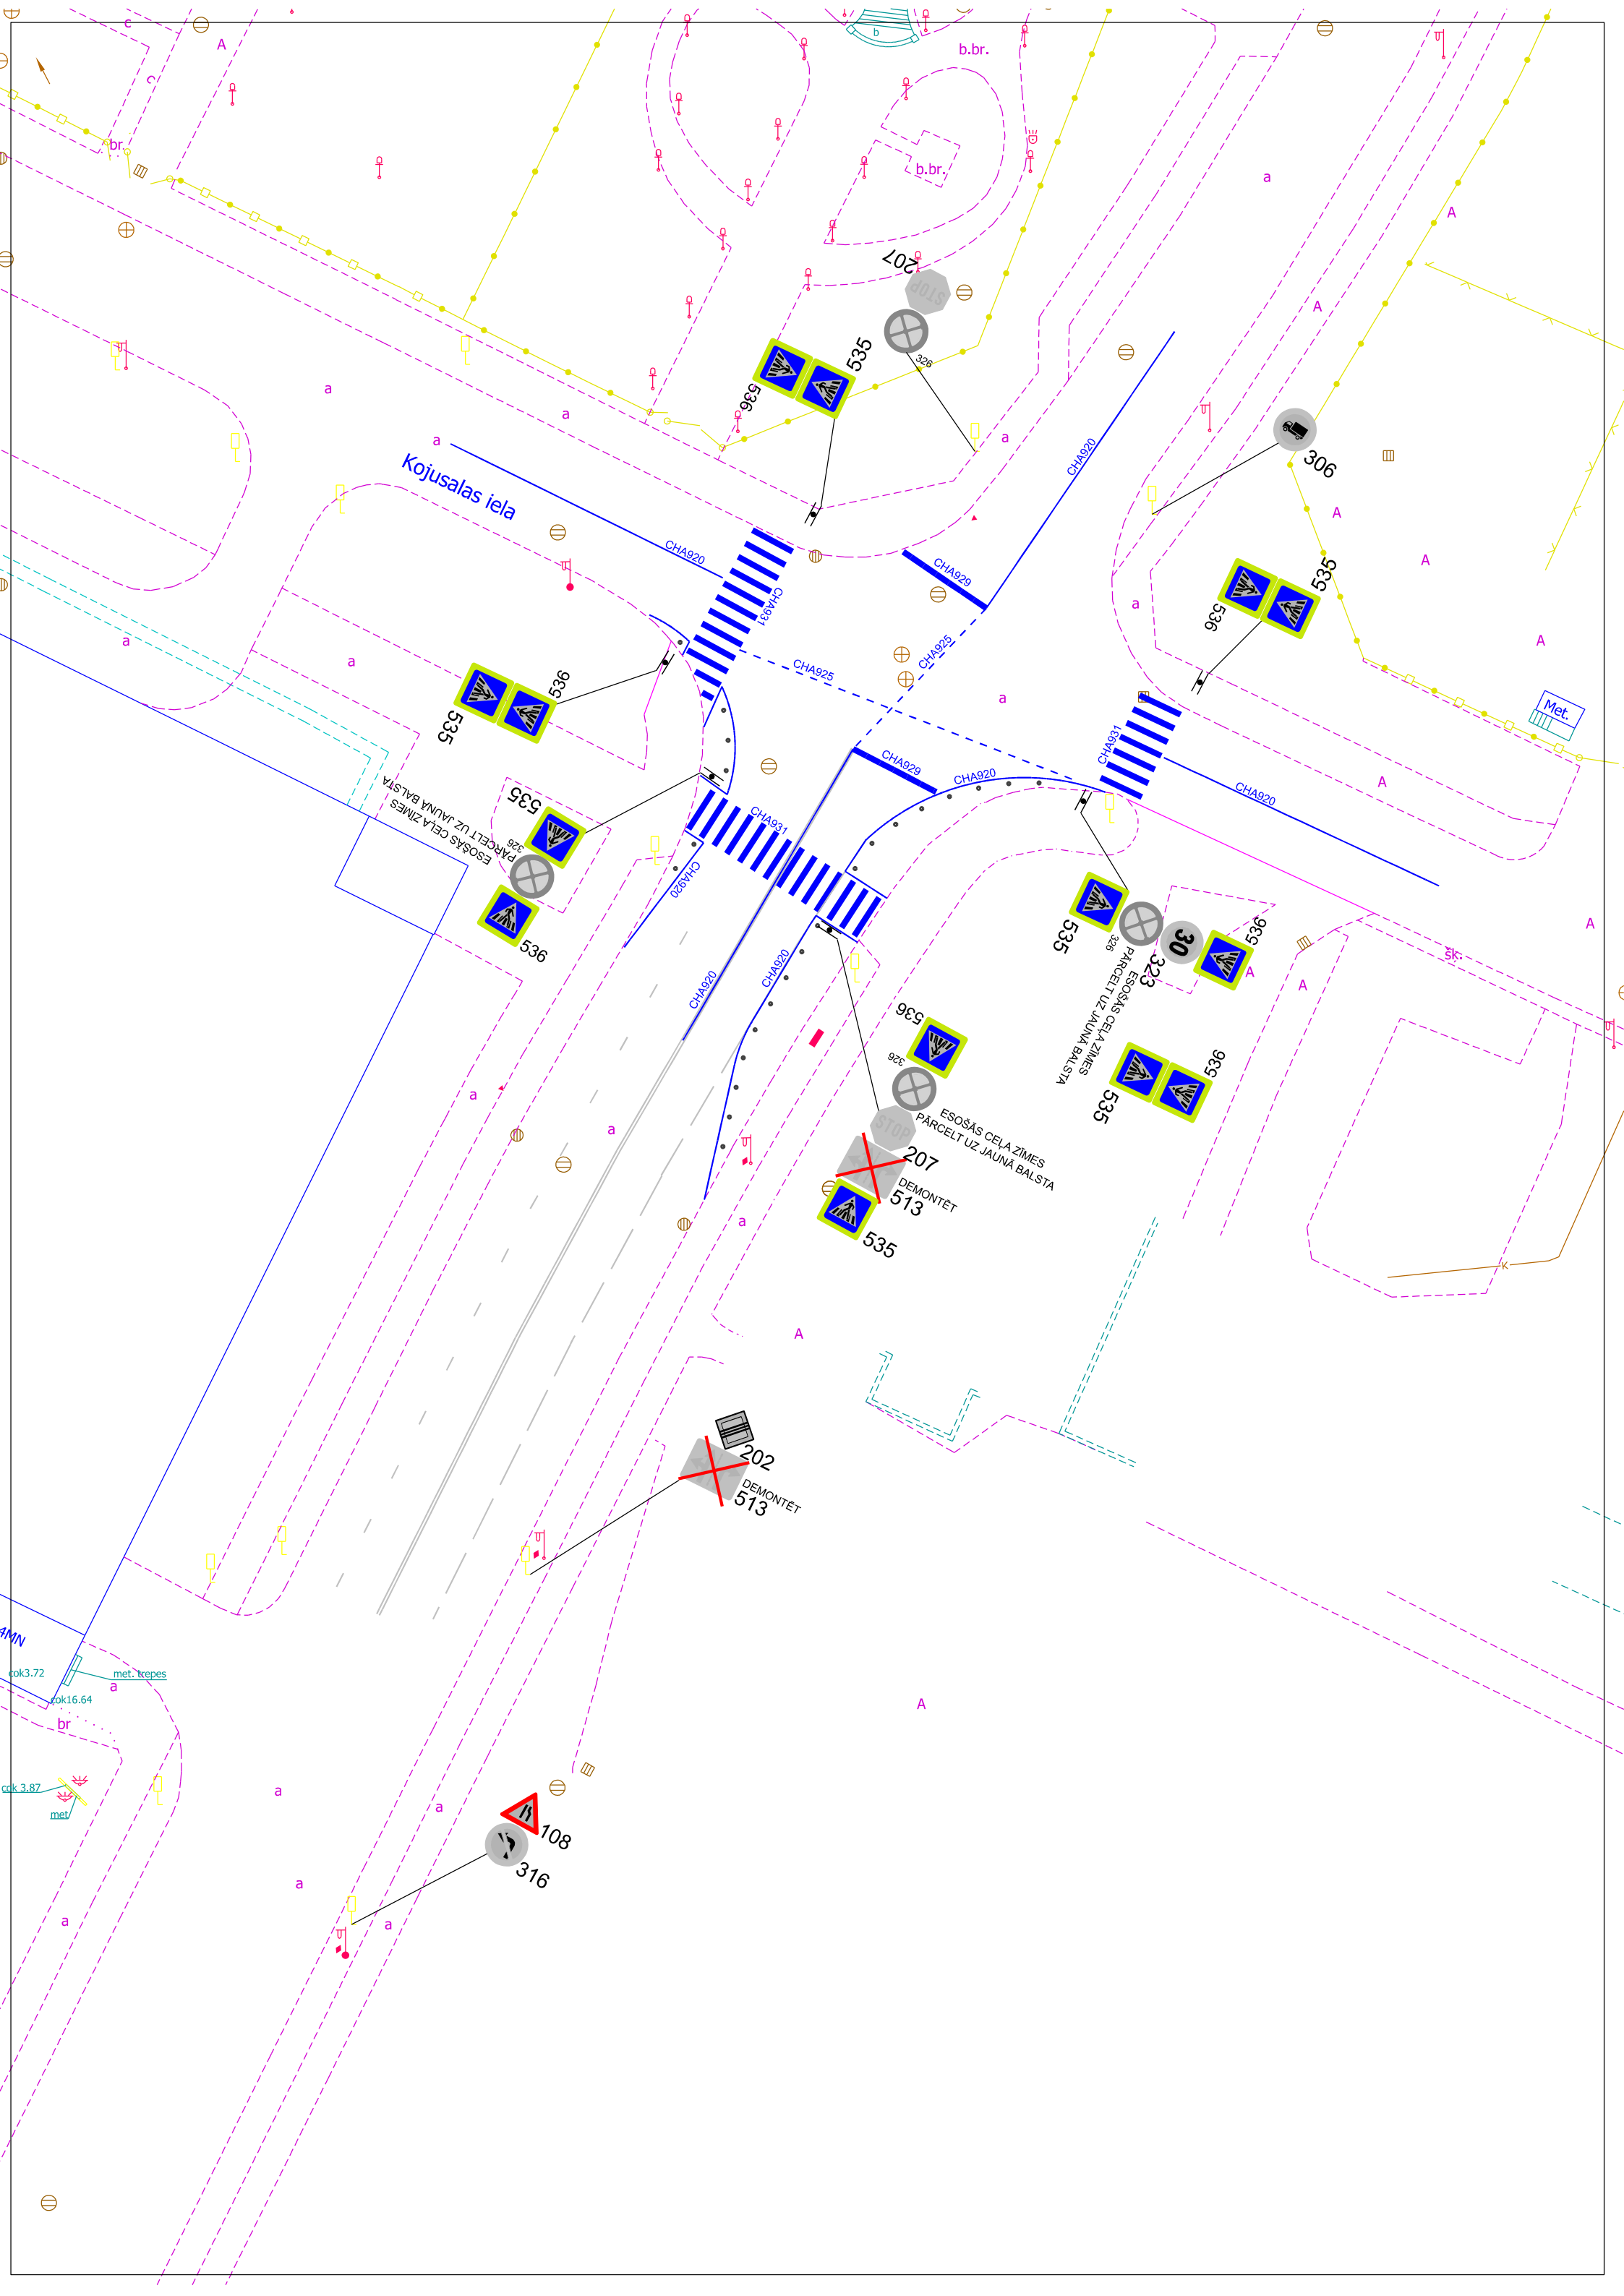 c
A
c
br.
b
b.br.
b.br.
a
A
A
207
STOP
326
535
536
a
a
a
a
Kojusalas iela
CHA920
CHA920
306
A
A
CHA931
CHA929
CHA925
CHA925
535
536
a
A
a
a
a
536
535
CHA931
CHA929
CHA920
CHA920
Met.
A
ESOŠĀS CEĻA ZĪMES
PĀRCELT UZ JAUNĀ BALSTA
535
326
536
CHA931
CHA920
CHA920
CHA920
535
326
30
323
536
ESOŠĀS CEĻA ZĪMES
PĀRCELT UZ JAUNĀ BALSTA
A
A
A
šk.
535
536
536
326
ESOŠĀS CEĻA ZĪMES
PĀRCELT UZ JAUNĀ BALSTA
STOP
207
DEMONTĒT
513
535
a
a
a
K
A
202
DEMONTĒT
513
4MN
cok3.72
met. trepes
a
cok16.64
br
cok 3.87
met
A
a
a
108
316
a
a
a